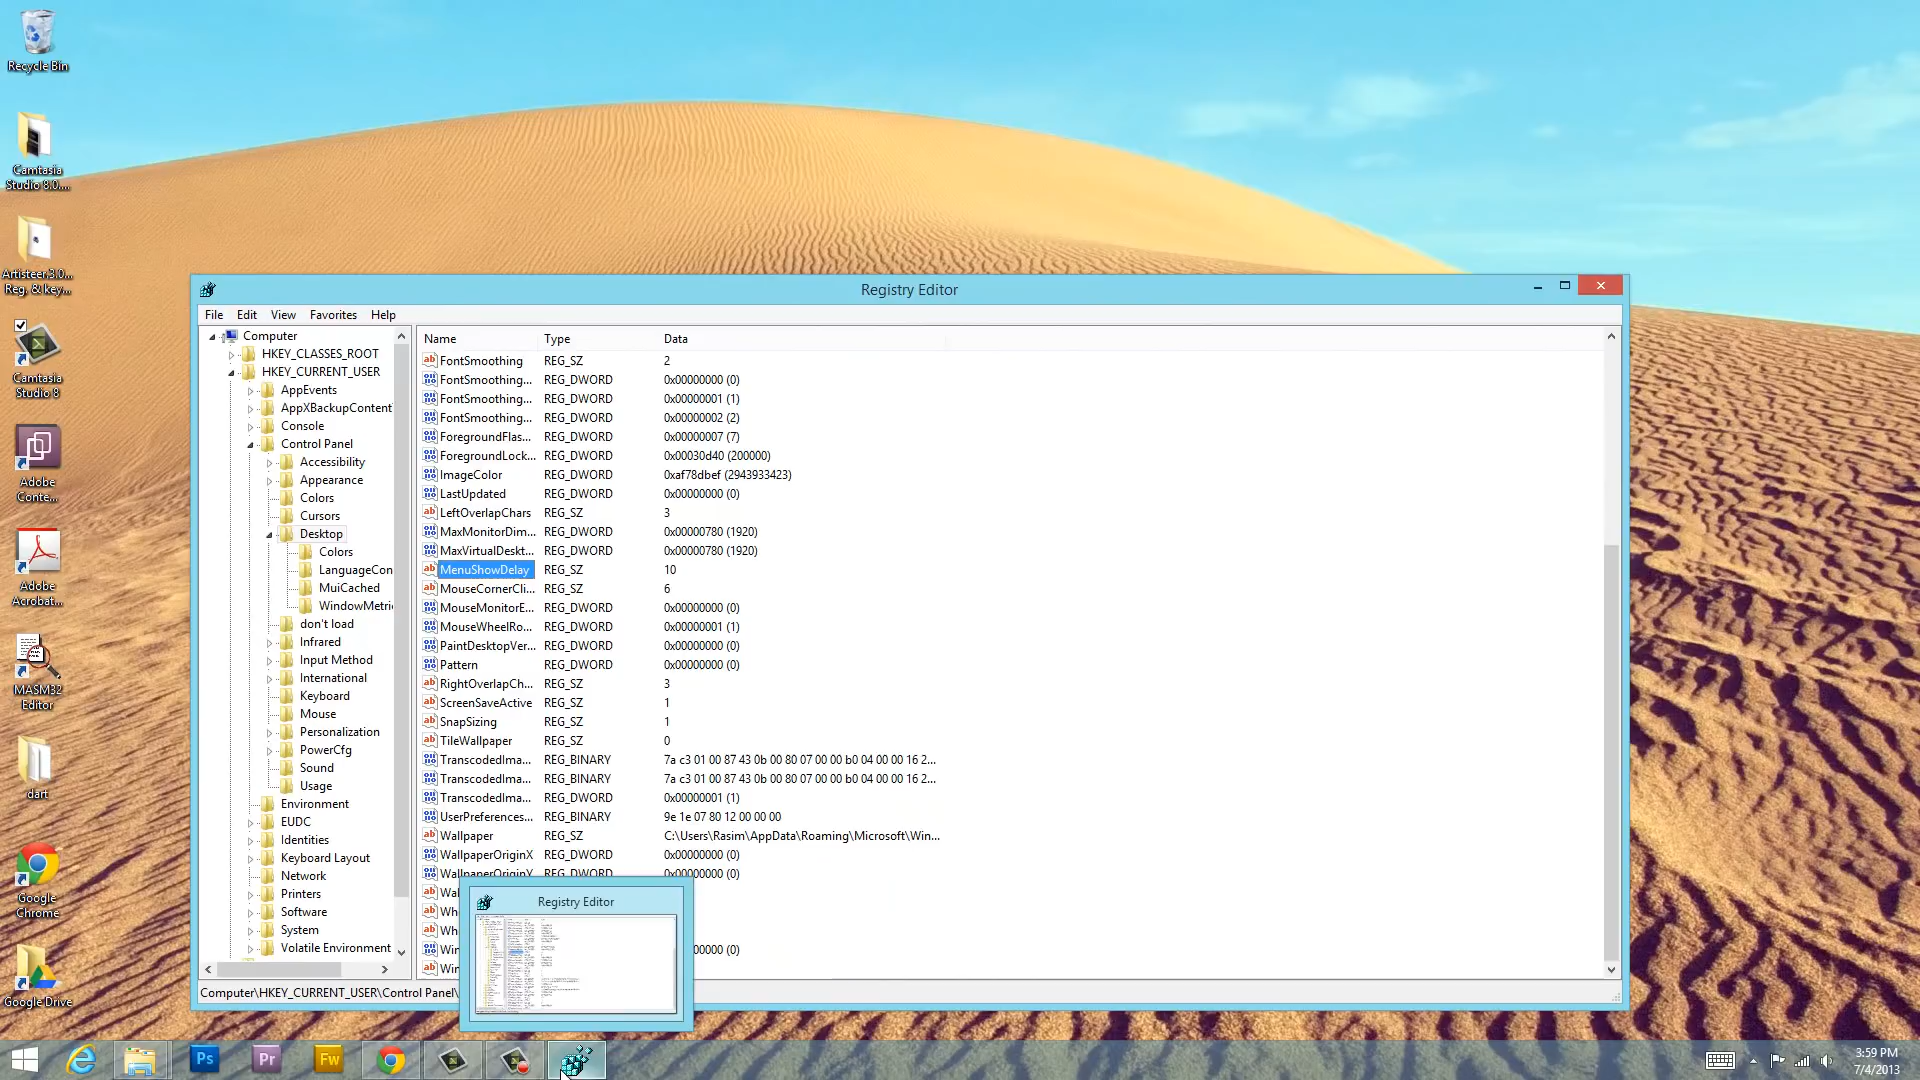 Recycle Bin
Camtasia
Studio 8.0....
Artisteer.3.0...
Reg. & key...
Camtasia
Studio 8
Adobe
Conte...
Adobe
Acrobat...
MASM32
Editor
dart
Google
Chrome
Google Drive
Registry Editor
File Edit View Favorites Help
Computer
HKEY_CLASSES_ROOT
HKEY_CURRENT_USER
AppEvents
AppXBackupContent
Console
Control Panel
Accessibility
Appearance
Colors
Cursors
Desktop
Colors
LanguageCon
MuiCached
WindowMetri
don't load
Infrared
Input Method
International
Keyboard
Mouse
Personalization
PowerCfg
Sound
Usage
Environment
EUDC
Identities
Keyboard Layout
Network
Printers
Software
System
Volatile Environment
Name Type Data
FontSmoothing REG_SZ 2
FontSmoothing... REG_DWORD 0x00000000 (0)
FontSmoothing... REG_DWORD 0x00000001 (1)
FontSmoothing... REG_DWORD 0x00000002 (2)
ForegroundFlas... REG_DWORD 0x00000007 (7)
ForegroundLock... REG_DWORD 0x00030d40 (200000)
ImageColor REG_DWORD 0xaf78dbef (2943933423)
LastUpdated REG_DWORD 0x00000000 (0)
LeftOverlapChars REG_SZ 3
MaxMonitorDim... REG_DWORD 0x00000780 (1920)
MaxVirtualDeskt... REG_DWORD 0x00000780 (1920)
MenuShowDelay REG_SZ 10
MouseCornerCli... REG_SZ 6
MouseMonitorE... REG_DWORD 0x00000000 (0)
MouseWheelRo... REG_DWORD 0x00000001 (1)
PaintDesktopVer... REG_DWORD 0x00000000 (0)
Pattern REG_DWORD 0x00000000 (0)
RightOverlapCh... REG_SZ 3
ScreenSaveActive REG_SZ 1
SnapSizing REG_SZ 1
TileWallpaper REG_SZ 0
TranscodedIma... REG_BINARY 7a c3 01 00 87 43 0b 00 80 07 00 00 b0 04 00 00 16 2...
TranscodedIma... REG_BINARY 7a c3 01 00 87 43 0b 00 80 07 00 00 b0 04 00 00 16 2...
TranscodedIma... REG_DWORD 0x00000001 (1)
UserPreferences... REG_BINARY 9e 1e 07 80 12 00 00 00
Wallpaper REG_SZ C:\Users\Rasim\AppData\Roaming\Microsoft\Win...
WallpaperOriginX REG_DWORD 0x00000000 (0)
WallpaperOriginY REG_DWORD 0x00000000 (0)
Wal
Whe
Whe
Win 00000 (0)
Win
Registry Editor
Computer\HKEY_CURRENT_USER\Control Panel\
Ps Pr Fw
3:59 PM
7/4/2013